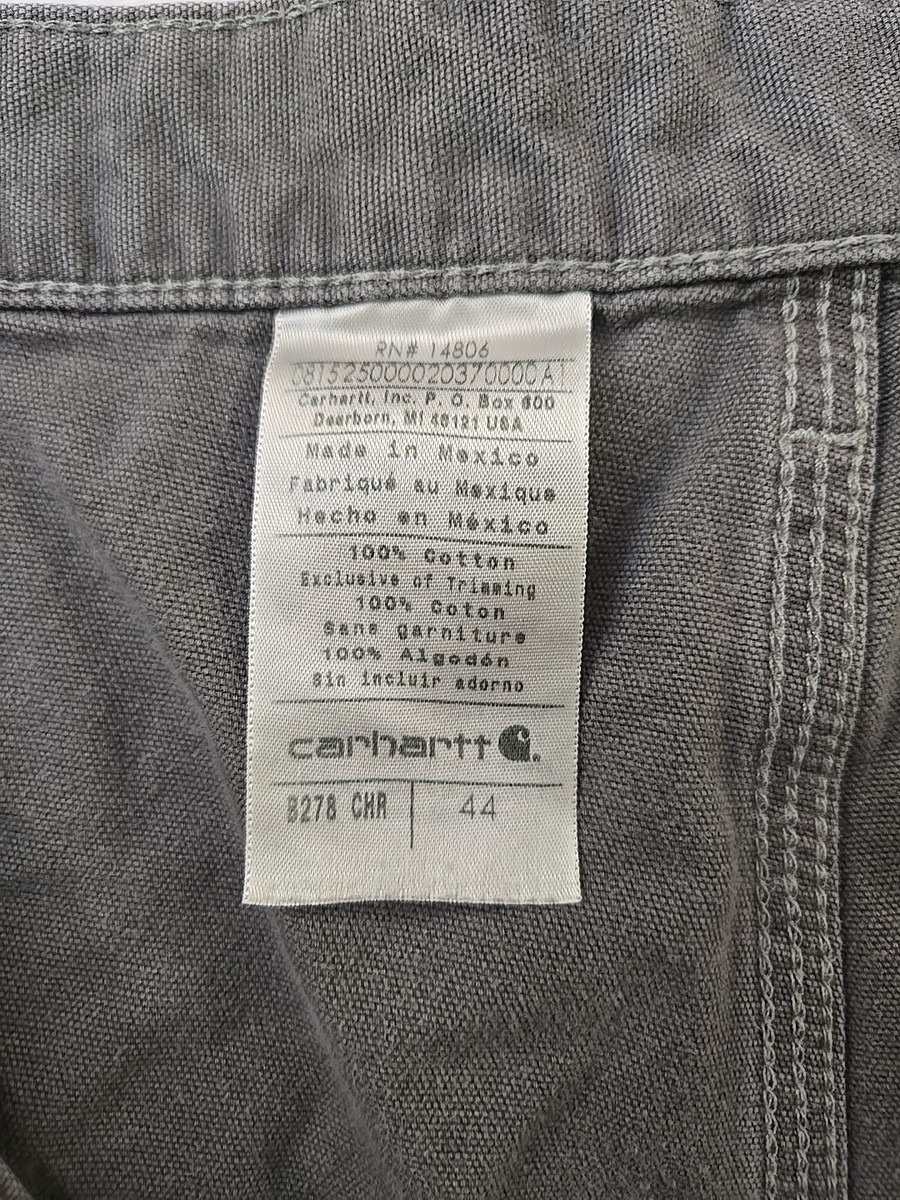 RN# 14806
081525000020370000A1
Carhartt, Inc. P. O. Box 600
Dearborn, MI 48121 USA
Made in Mexico
Fabriqué au Mexique
Hecho en México
100% Cotton
Exclusive of Trimming
100% Coton
Sans garniture
100% Algodón
Sin incluir adorno
carhartt
B278 CHR 44